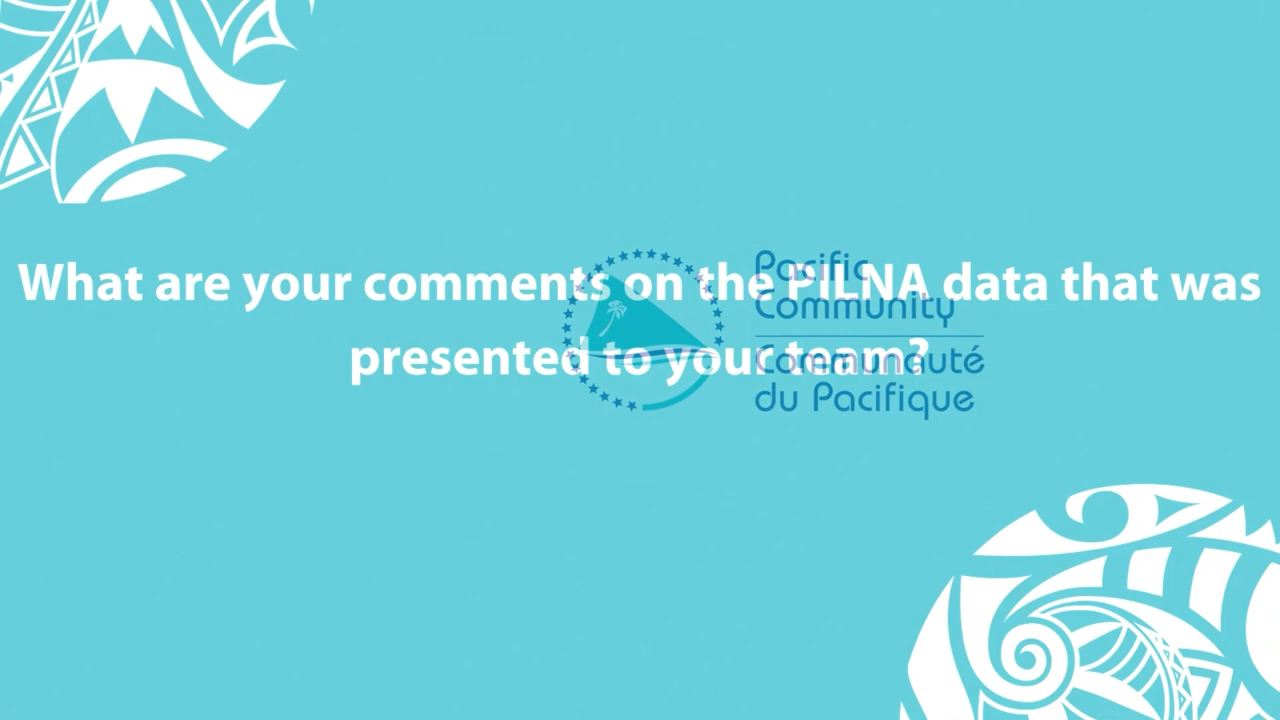 What are your comments on the PILNA data that was
presented to your team?
Pacific
Community
Communauté
du Pacifique